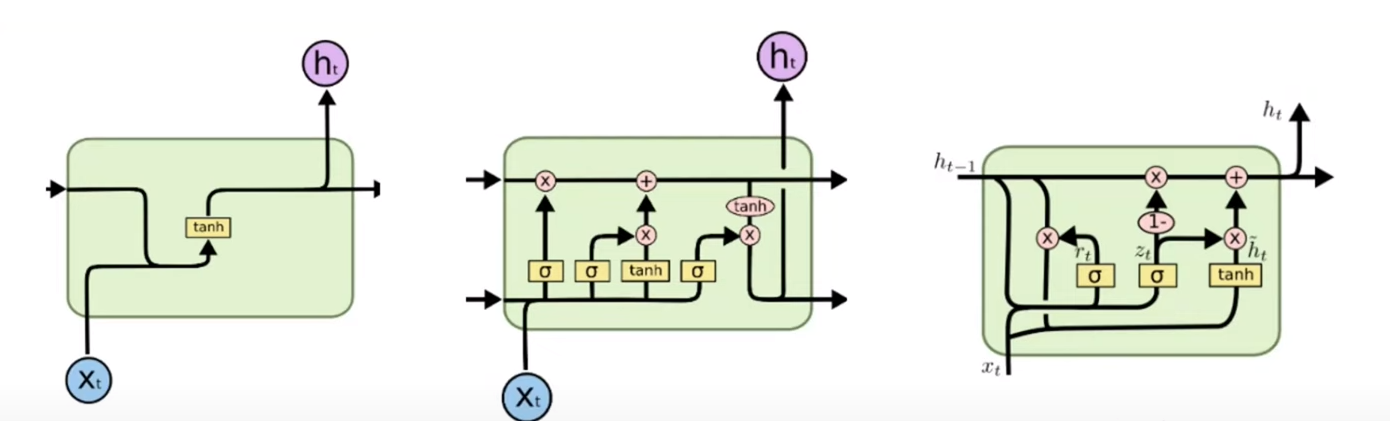 hₜ
tanh
Xₜ
hₜ
x
+
tanh
x
x
σ
σ
tanh
σ
Xₜ
hₜ
hₜ₋₁
x
+
1-
x
rₜ
zₜ
x
h̃ₜ
σ
σ
tanh
xₜ